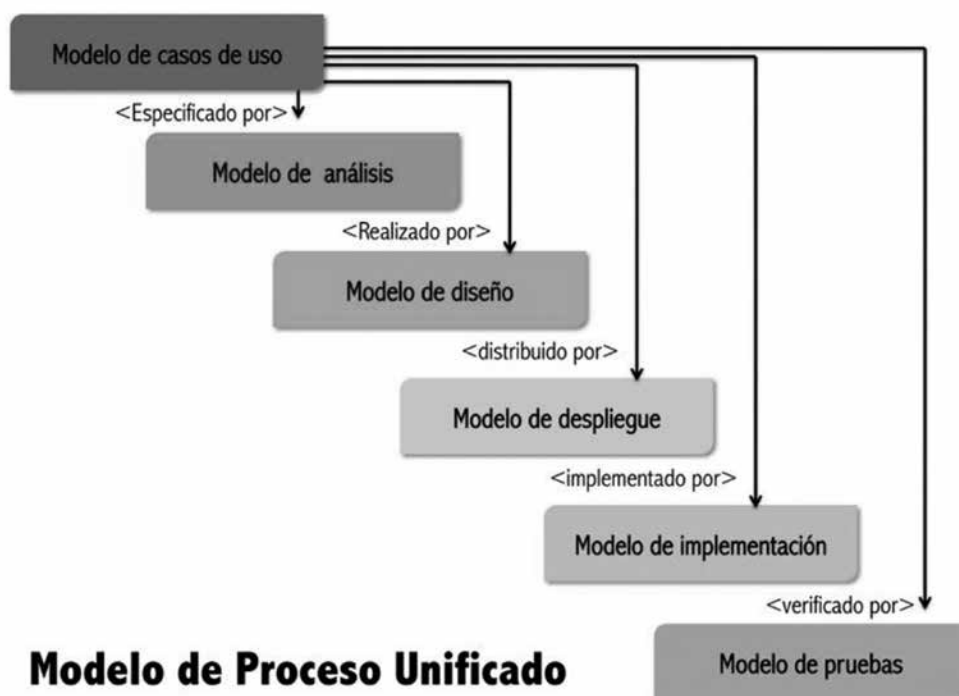 Modelo de casos de uso
<Especificado por>
Modelo de análisis
<Realizado por>
Modelo de diseño
<distribuido por>
Modelo de despliegue
<implementado por>
Modelo de implementación
<verificado por>
Modelo de Proceso Unificado
Modelo de pruebas